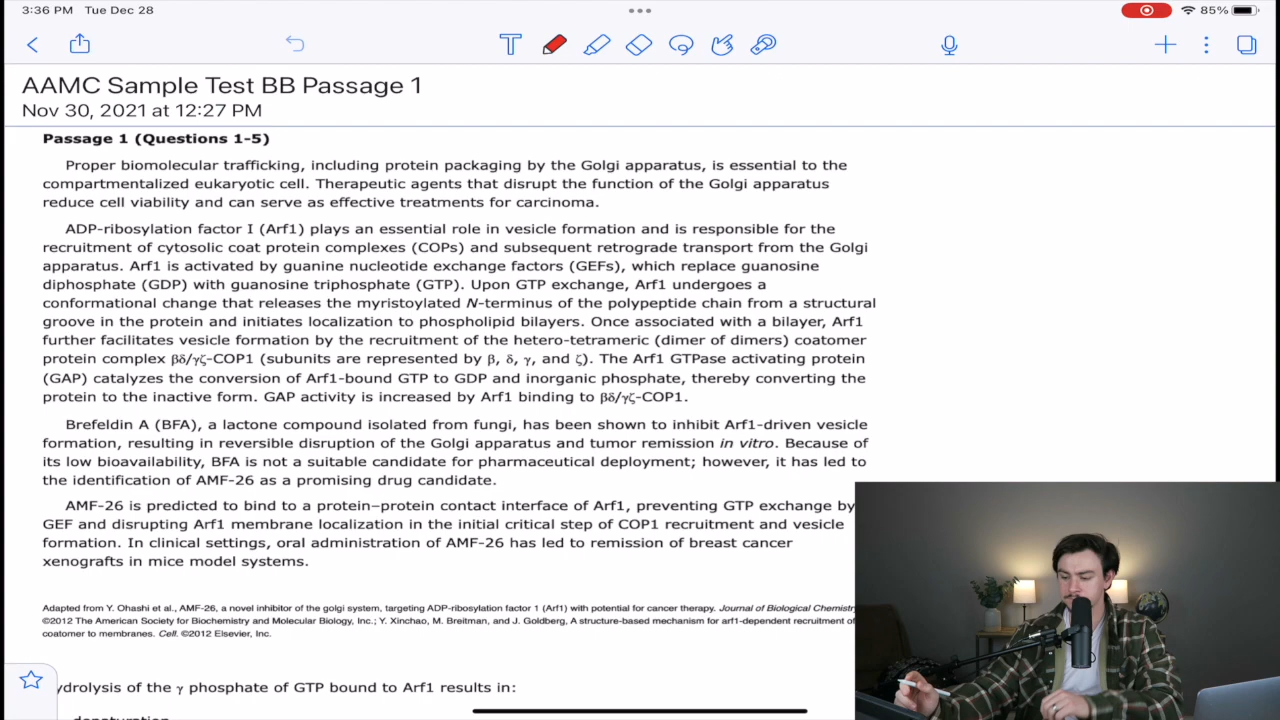 3:36 PM Tue Dec 28
85%
AAMC Sample Test BB Passage 1
Nov 30, 2021 at 12:27 PM
Passage 1 (Questions 1-5)
Proper biomolecular trafficking, including protein packaging by the Golgi apparatus, is essential to the
compartmentalized eukaryotic cell. Therapeutic agents that disrupt the function of the Golgi apparatus
reduce cell viability and can serve as effective treatments for carcinoma.
ADP-ribosylation factor I (Arf1) plays an essential role in vesicle formation and is responsible for the
recruitment of cytosolic coat protein complexes (COPs) and subsequent retrograde transport from the Golgi
apparatus. Arf1 is activated by guanine nucleotide exchange factors (GEFs), which replace guanosine
diphosphate (GDP) with guanosine triphosphate (GTP). Upon GTP exchange, Arf1 undergoes a
conformational change that releases the myristoylated N-terminus of the polypeptide chain from a structural
groove in the protein and initiates localization to phospholipid bilayers. Once associated with a bilayer, Arf1
further facilitates vesicle formation by the recruitment of the hetero-tetrameric (dimer of dimers) coatomer
protein complex βδ/γζ-COP1 (subunits are represented by β, δ, γ, and ζ). The Arf1 GTPase activating protein
(GAP) catalyzes the conversion of Arf1-bound GTP to GDP and inorganic phosphate, thereby converting the
protein to the inactive form. GAP activity is increased by Arf1 binding to βδ/γζ-COP1.
Brefeldin A (BFA), a lactone compound isolated from fungi, has been shown to inhibit Arf1-driven vesicle
formation, resulting in reversible disruption of the Golgi apparatus and tumor remission in vitro. Because of
its low bioavailability, BFA is not a suitable candidate for pharmaceutical deployment; however, it has led to
the identification of AMF-26 as a promising drug candidate.
AMF-26 is predicted to bind to a protein–protein contact interface of Arf1, preventing GTP exchange by
GEF and disrupting Arf1 membrane localization in the initial critical step of COP1 recruitment and vesicle
formation. In clinical settings, oral administration of AMF-26 has led to remission of breast cancer
xenografts in mice model systems.
Adapted from Y. Ohashi et al., AMF-26, a novel inhibitor of the golgi system, targeting ADP-ribosylation factor 1 (Arf1) with potential for cancer therapy. Journal of Biological Chemistry
©2012 The American Society for Biochemistry and Molecular Biology, Inc.; Y. Xinchao, M. Breitman, and J. Goldberg, A structure-based mechanism for arf1-dependent recruitment of
coatomer to membranes. Cell. ©2012 Elsevier, Inc.
ydrolysis of the γ phosphate of GTP bound to Arf1 results in: